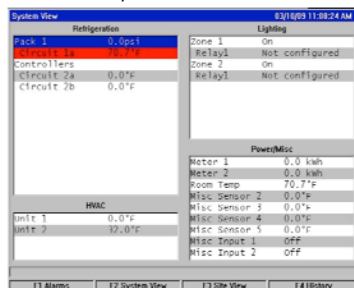 System View 03/10/09 11:08:24 AM
Refrigeration
Pack 1 0.0psi
Circuit 1a 70.7°F
Controllers
Circuit 2a 0.0°F
Circuit 2b 0.0°F
HVAC
Unit 1 0.0°F
Unit 2 32.0°F
Lighting
Zone 1 On
Relay1 Not configured
Zone 2 On
Relay1 Not configured
Power/Misc
Meter 1 0.0 kWh
Meter 2 0.0 kWh
Room Temp 70.7°F
Misc Sensor 2 0.0°F
Misc Sensor 3 0.0°F
Misc Sensor 4 0.0°F
Misc Sensor 5 0.0°F
Misc Input 1 Off
Misc Input 2 Off
F1 Alarms F2 System View F3 Site View F4 History